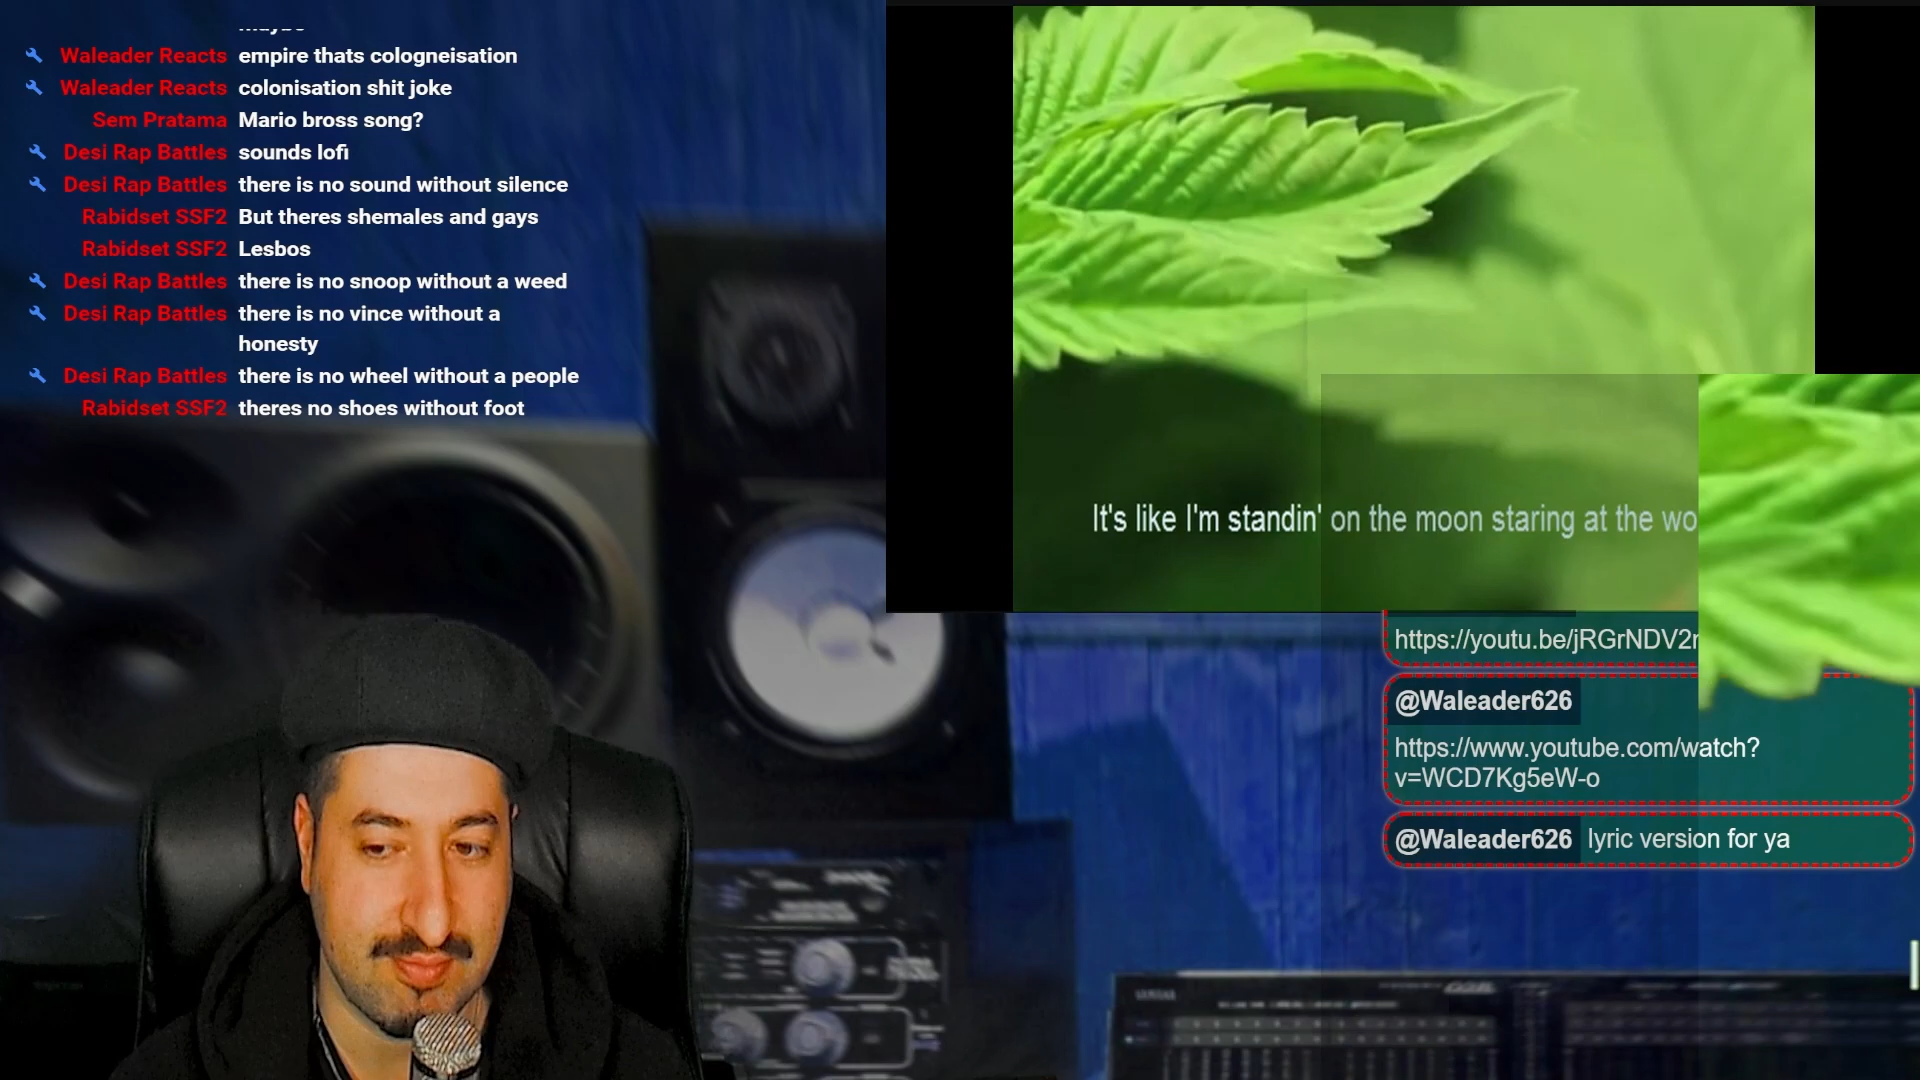 Waleader Reacts empire thats cologneisation
Waleader Reacts colonisation shit joke
Sem Pratama Mario bross song?
Desi Rap Battles sounds lofi
Desi Rap Battles there is no sound without silence
Rabidset SSF2 But theres shemales and gays
Rabidset SSF2 Lesbos
Desi Rap Battles there is no snoop without a weed
Desi Rap Battles there is no vince without a
honesty
Desi Rap Battles there is no wheel without a people
Rabidset SSF2 theres no shoes without foot
It's like I'm standin' on the moon staring at the wo
https://youtu.be/jRGrNDV2
@Waleader626
https://www.youtube.com/watch?
v=WCD7Kg5eW-o
@Waleader626 lyric version for ya